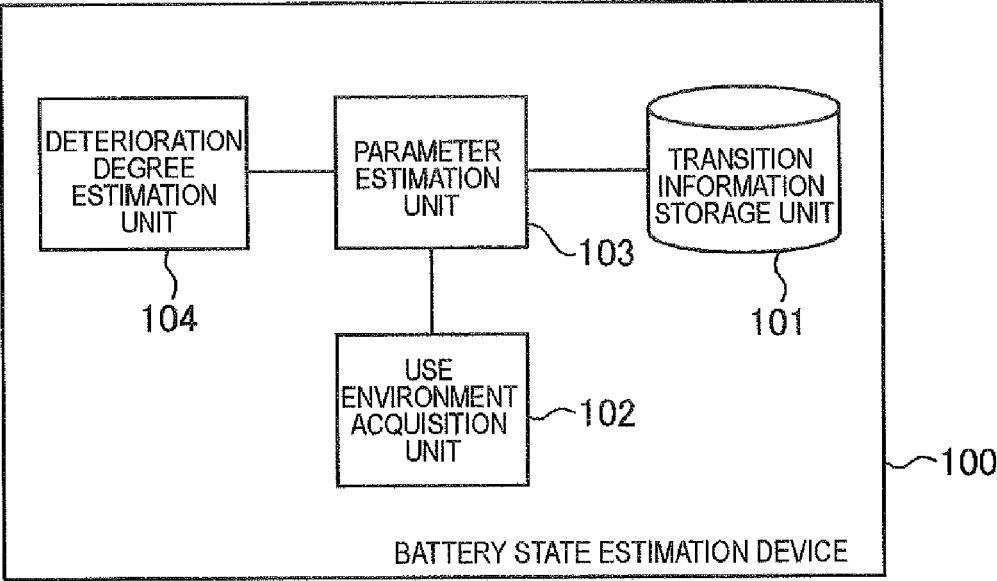 DETERIORATION
DEGREE
ESTIMATION
UNIT
104
PARAMETER
ESTIMATION
UNIT
103
TRANSITION
INFORMATION
STORAGE UNIT
101
USE
ENVIRONMENT
ACQUISITION
UNIT
102
100
BATTERY STATE ESTIMATION DEVICE